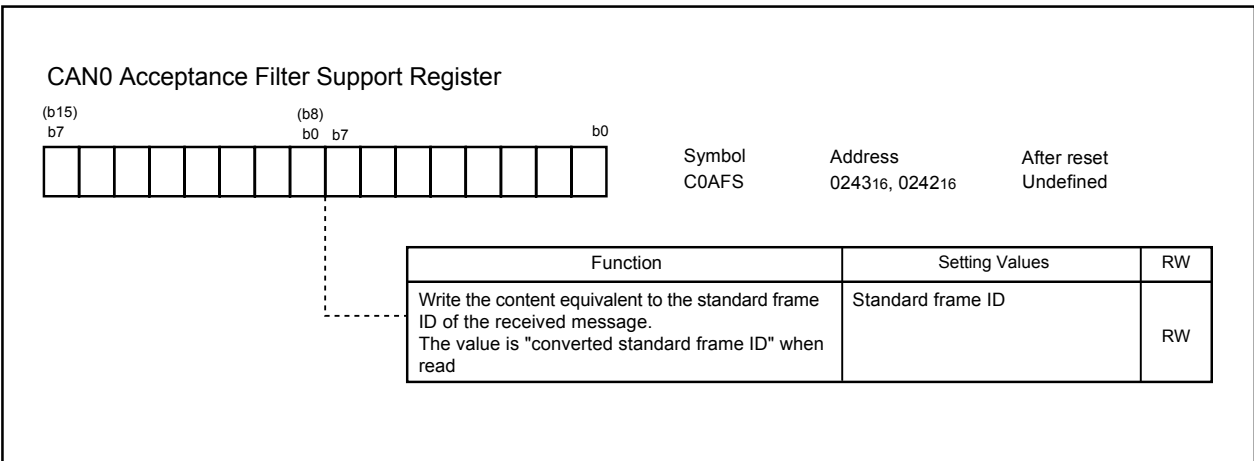 CAN0 Acceptance Filter Support Register
(b15) (b8)
b7 b0 b7 b0
Symbol Address After reset
C0AFS 024316, 024216 Undefined
Function Setting Values RW
Write the content equivalent to the standard frame Standard frame ID
ID of the received message.
The value is "converted standard frame ID" when RW
read